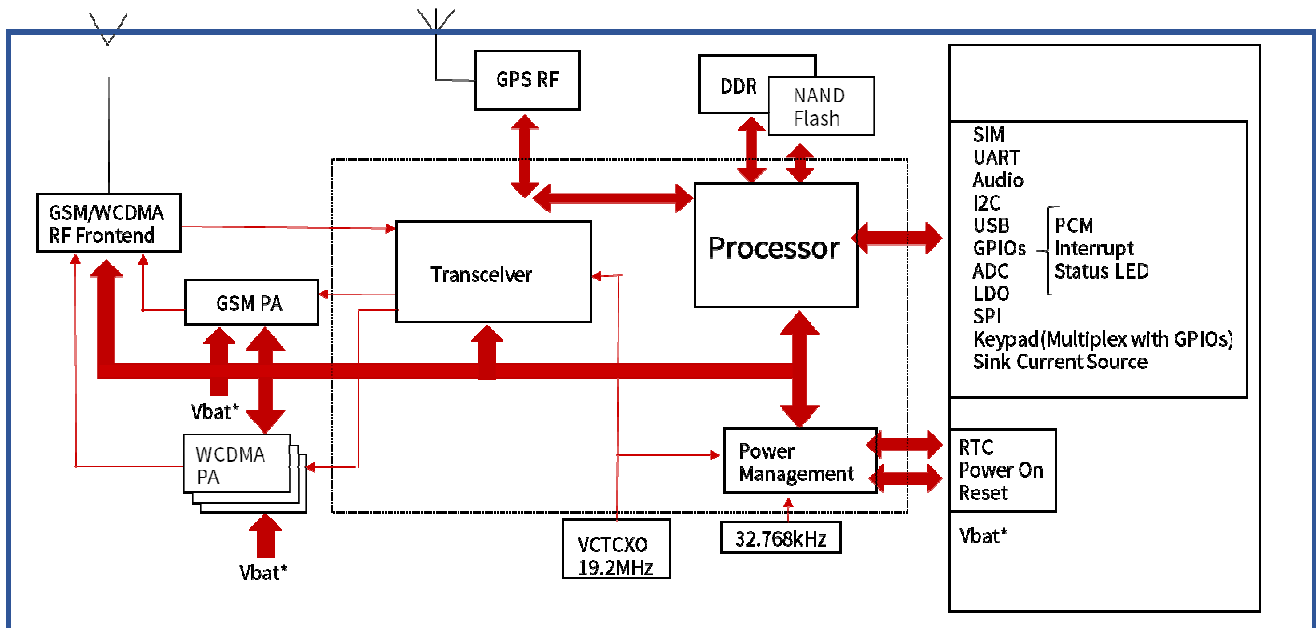 GPS RF
DDR
NAND
Flash
GSM/WCDMA
RF Frontend
Transceiver
Processor
GSM PA
Vbat*
WCDMA
PA
Vbat*
Power
Management
VCTCXO
19.2MHz
32.768kHz
SIM
UART
Audio
I2C
USB
GPIOs
ADC
LDO
SPI
Keypad(Multiplex with GPIOs)
Sink Current Source
PCM
Interrupt
Status LED
RTC
Power On
Reset
Vbat*